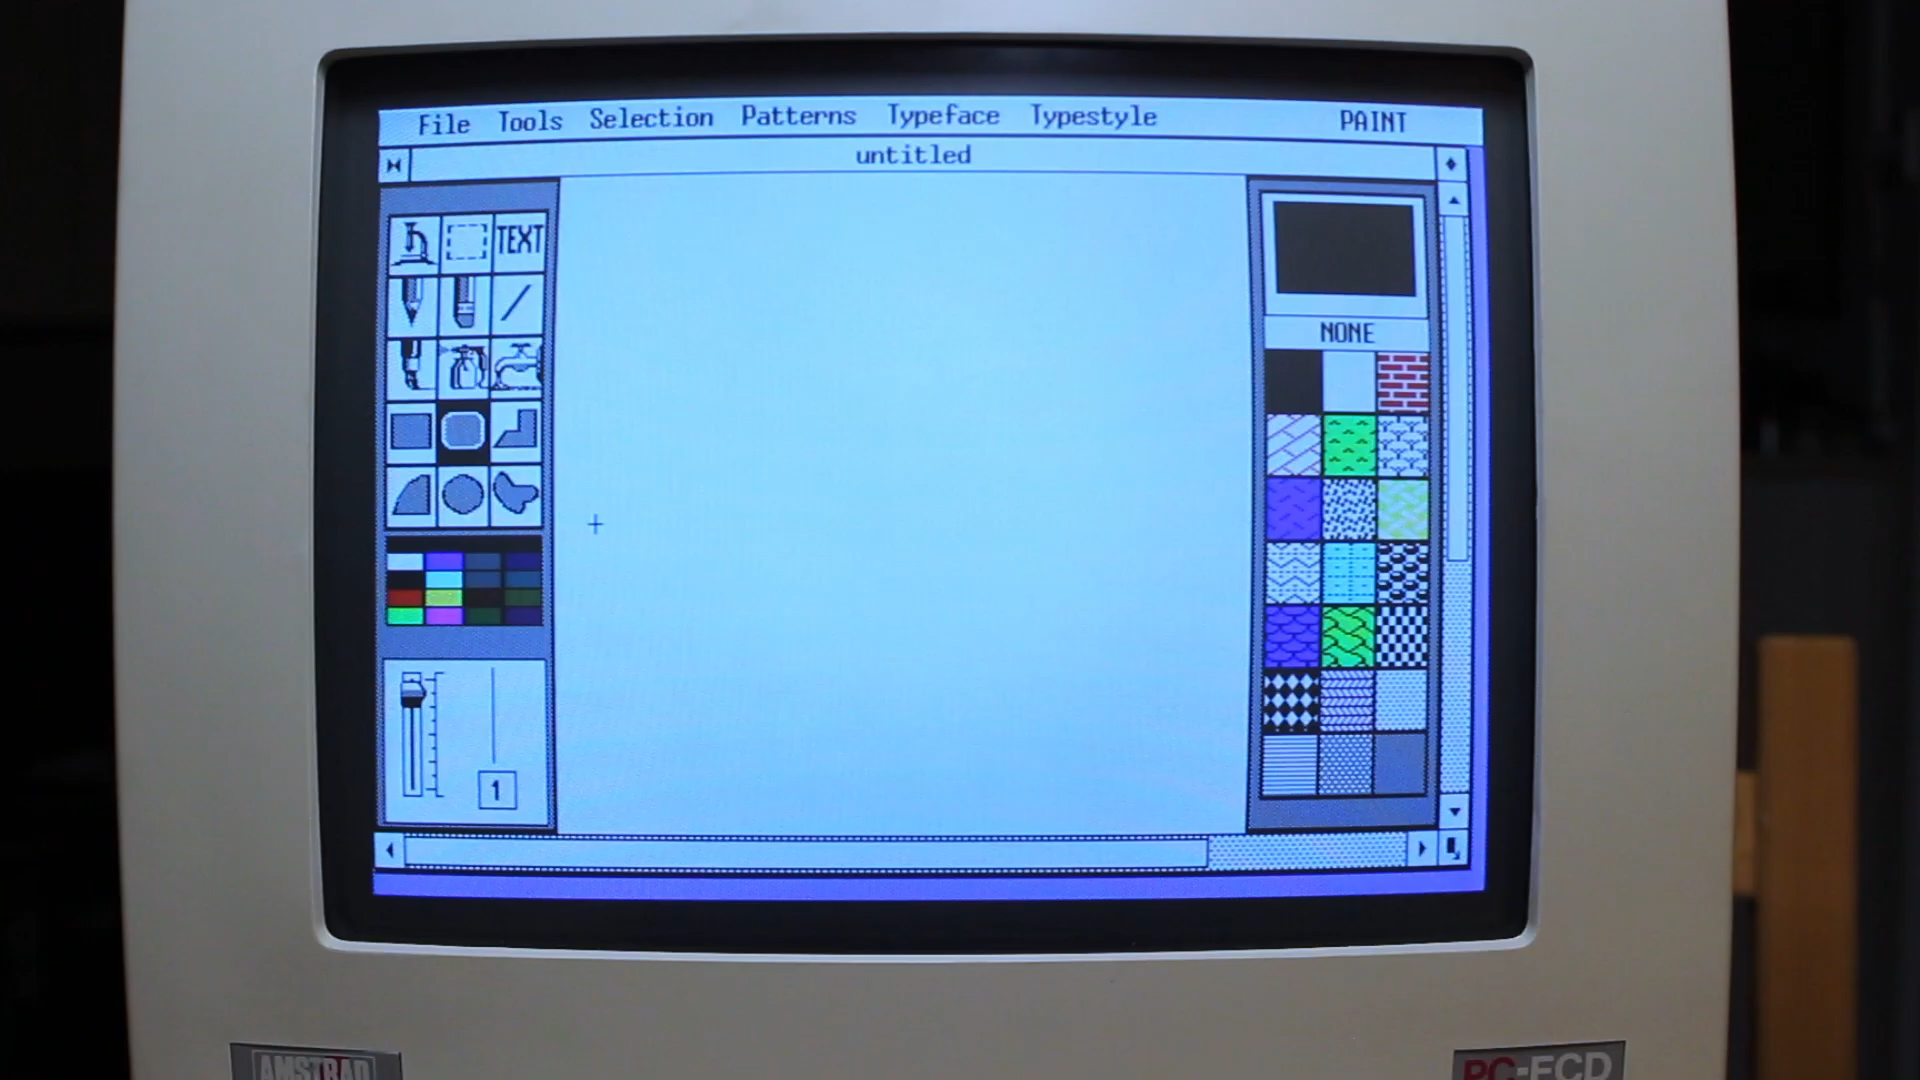 File Tools Selection Patterns Typeface Typestyle PAINT
untitled
TEXT
NONE
1
AMSTRAD
PC-ECD